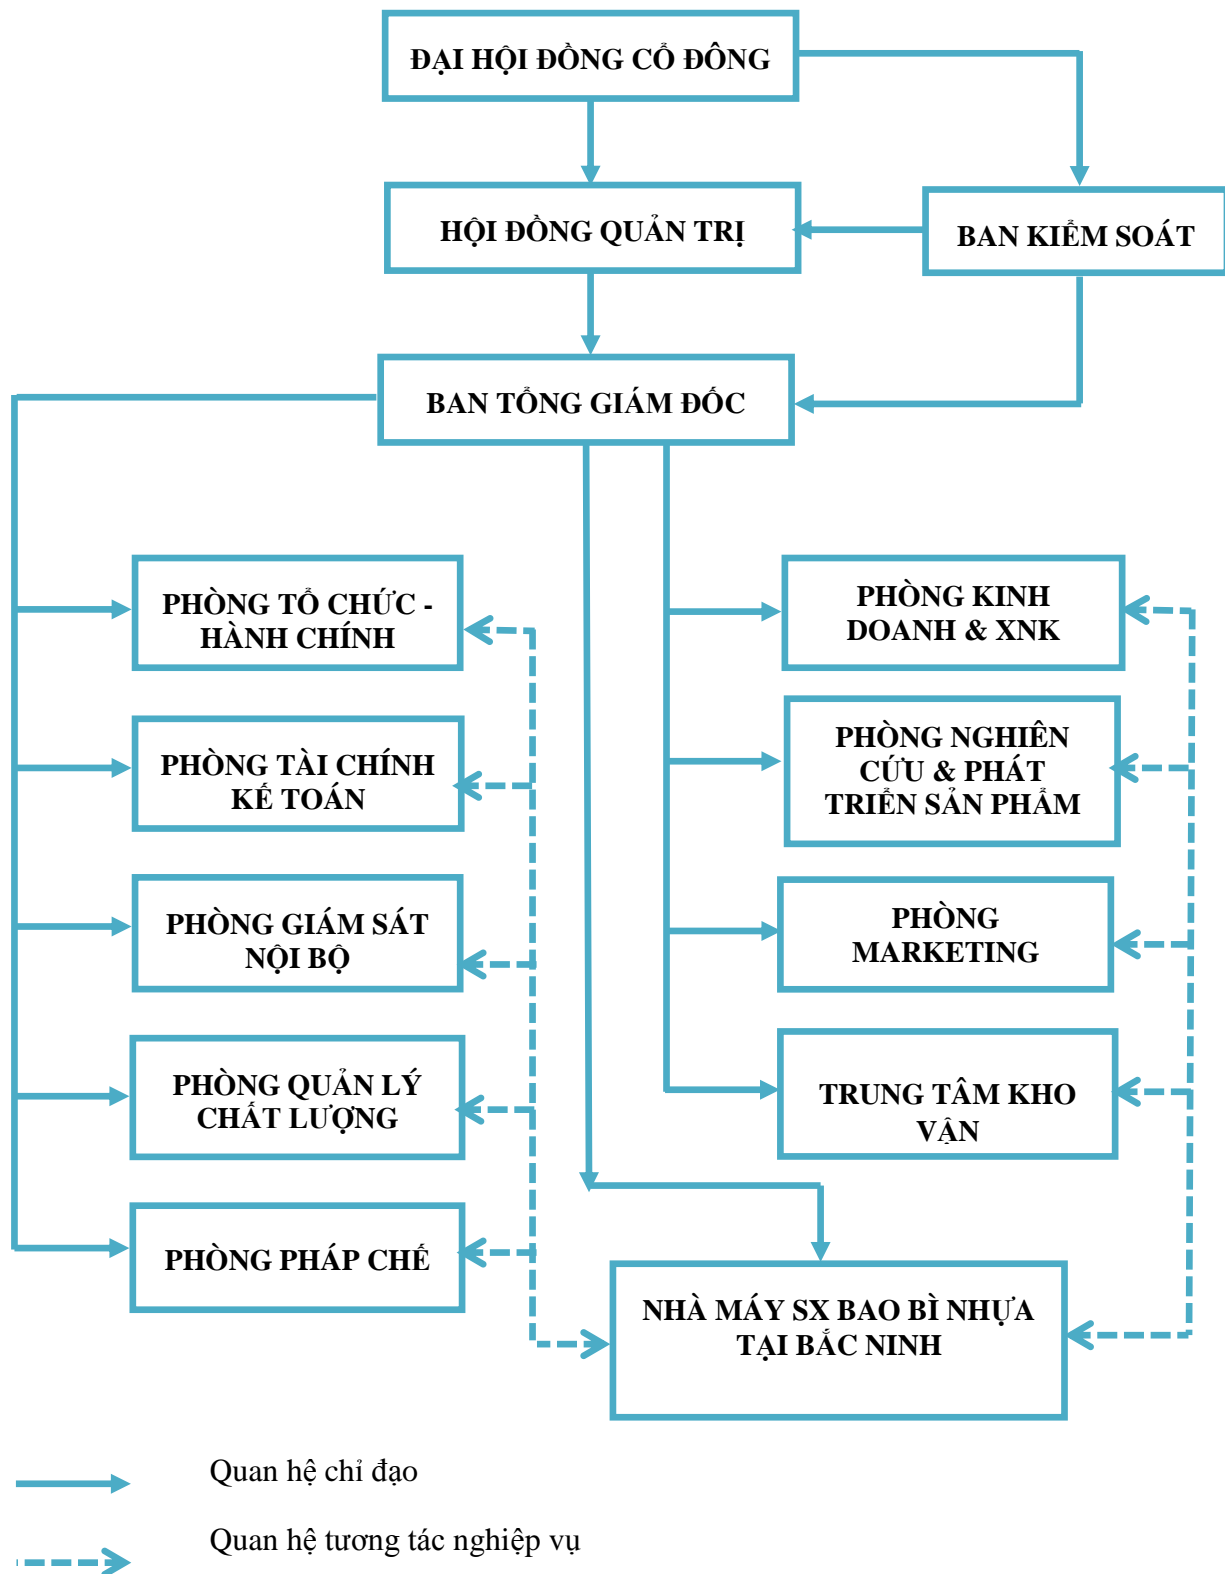 ĐẠI HỘI ĐỒNG CỔ ĐÔNG
HỘI ĐỒNG QUẢN TRỊ
BAN KIỂM SOÁT
BAN TỔNG GIÁM ĐỐC
PHÒNG TỔ CHỨC -
HÀNH CHÍNH
PHÒNG TÀI CHÍNH
KẾ TOÁN
PHÒNG GIÁM SÁT
NỘI BỘ
PHÒNG QUẢN LÝ
CHẤT LƯỢNG
PHÒNG PHÁP CHẾ
PHÒNG KINH
DOANH & XNK
PHÒNG NGHIÊN
CỨU & PHÁT
TRIỂN SẢN PHẨM
PHÒNG
MARKETING
TRUNG TÂM KHO
VẬN
NHÀ MÁY SX BAO BÌ NHỰA
TẠI BẮC NINH
Quan hệ chỉ đạo
Quan hệ tương tác nghiệp vụ